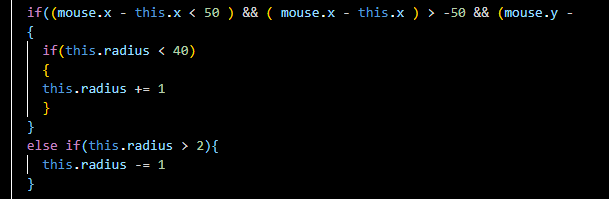 if((mouse.x - this.x < 50 ) && ( mouse.x - this.x ) > -50 && (mouse.y -
{
if(this.radius < 40)
{
this.radius += 1
}
}
else if(this.radius > 2){
this.radius -= 1
}